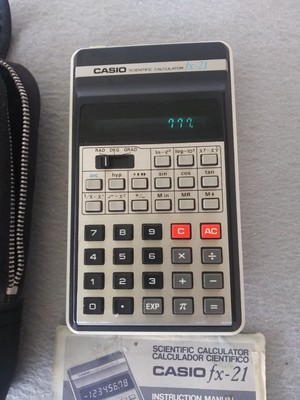 CASIO SCIENTIFIC CALCULATOR fx-21
777.
RAD DEG GRAD
arc hyp sin cos tan
M in MR M+
7 8 9 C AC
4 5 6 × ÷
1 2 3 + −
0 • EXP π =
SCIENTIFIC CALCULATOR
CALCULADOR CIENTIFICO
CASIO fx-21
-12345678
INSTRUCTION MANUAL